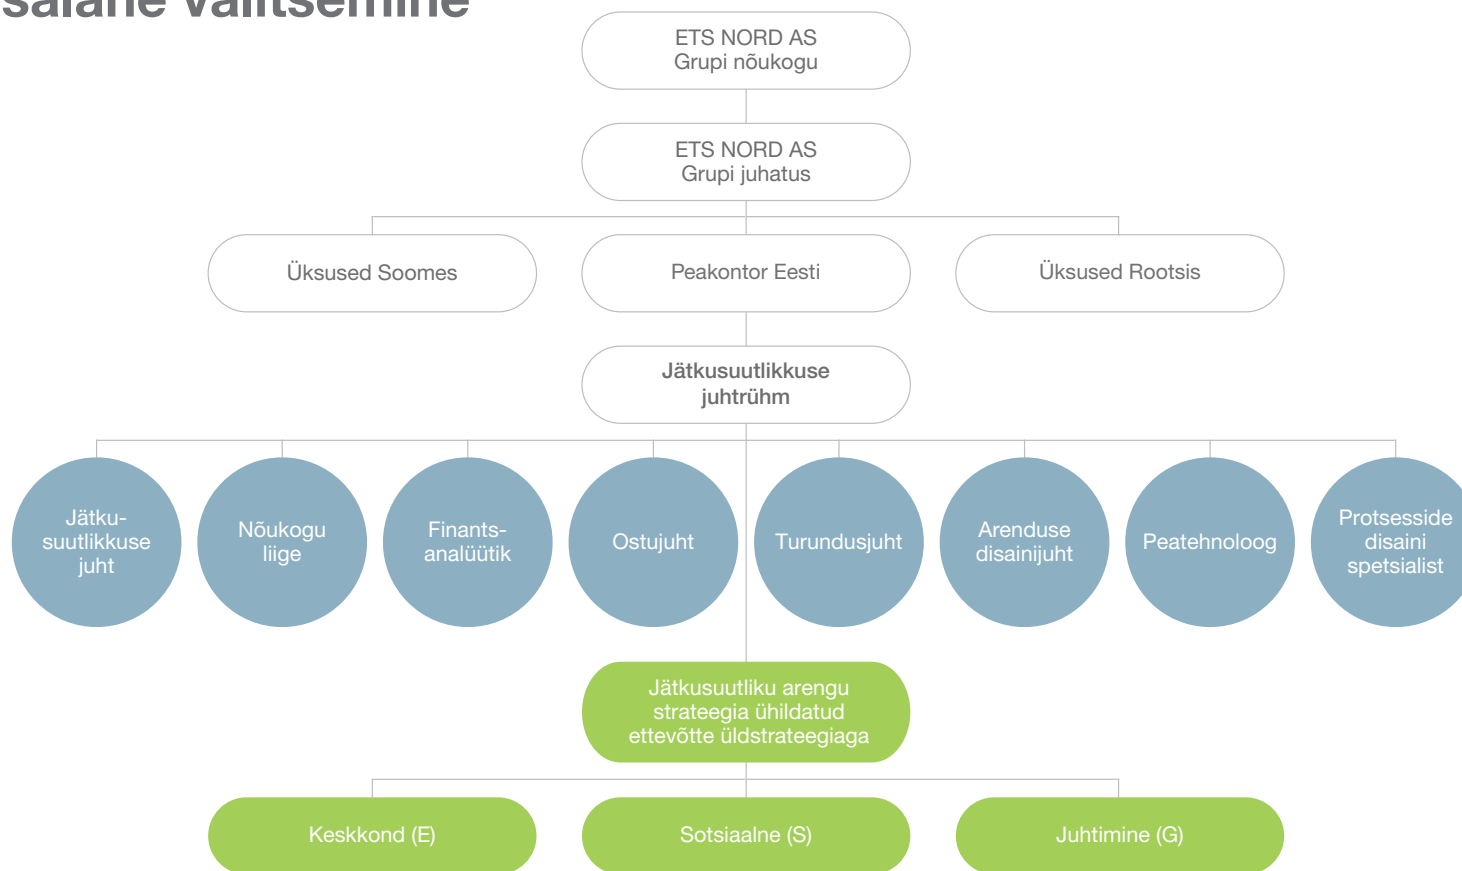 valitsemine
ETS NORD AS
Grupi nõukogu
ETS NORD AS
Grupi juhatus
Üksused Soomes
Peakontor Eesti
Üksused Rootsis
Jätkusuutlikkuse
juhtrühm
Jätku-
suutlikkuse
juht
Nõukogu
liige
Finants-
analüütik
Ostujuht
Turundusjuht
Arenduse
disainijuht
Peatehnoloog
Protsesside
disaini
spetsialist
Jätkusuutliku arengu
strateegia ühildatud
ettevõtte üldstrateegiaga
Keskkond (E)
Sotsiaalne (S)
Juhtimine (G)